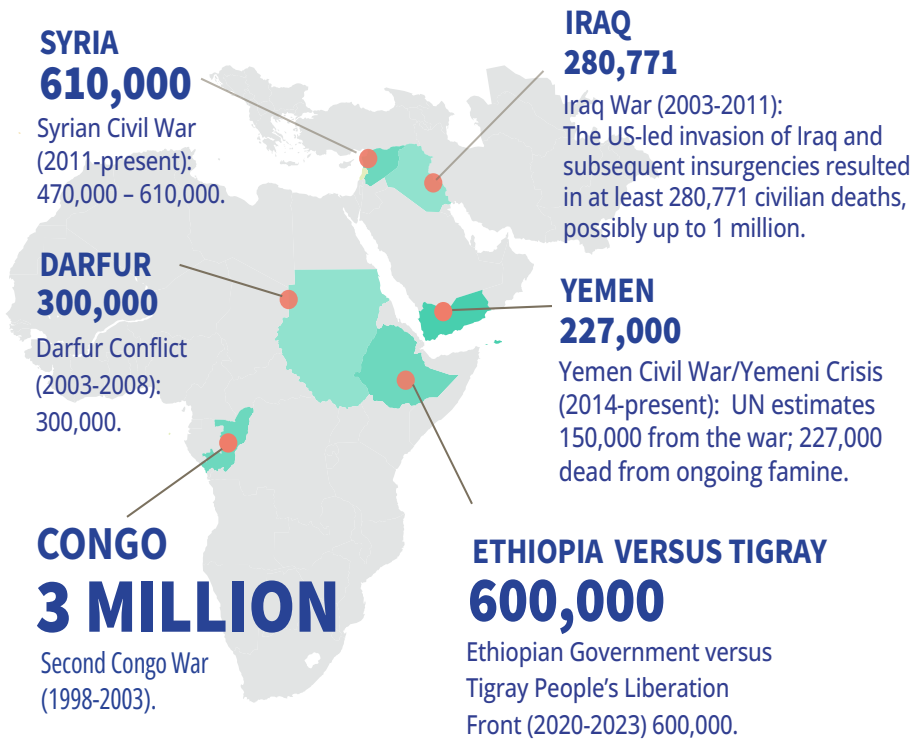 SYRIA
610,000
Syrian Civil War
(2011-present):
470,000 – 610,000.
IRAQ
280,771
Iraq War (2003-2011):
The US-led invasion of Iraq and
subsequent insurgencies resulted
in at least 280,771 civilian deaths,
possibly up to 1 million.
DARFUR
300,000
Darfur Conflict
(2003-2008):
300,000.
YEMEN
227,000
Yemen Civil War/Yemeni Crisis
(2014-present): UN estimates
150,000 from the war; 227,000
dead from ongoing famine.
CONGO
3 MILLION
Second Congo War
(1998-2003).
ETHIOPIA VERSUS TIGRAY
600,000
Ethiopian Government versus
Tigray People’s Liberation
Front (2020-2023) 600,000.